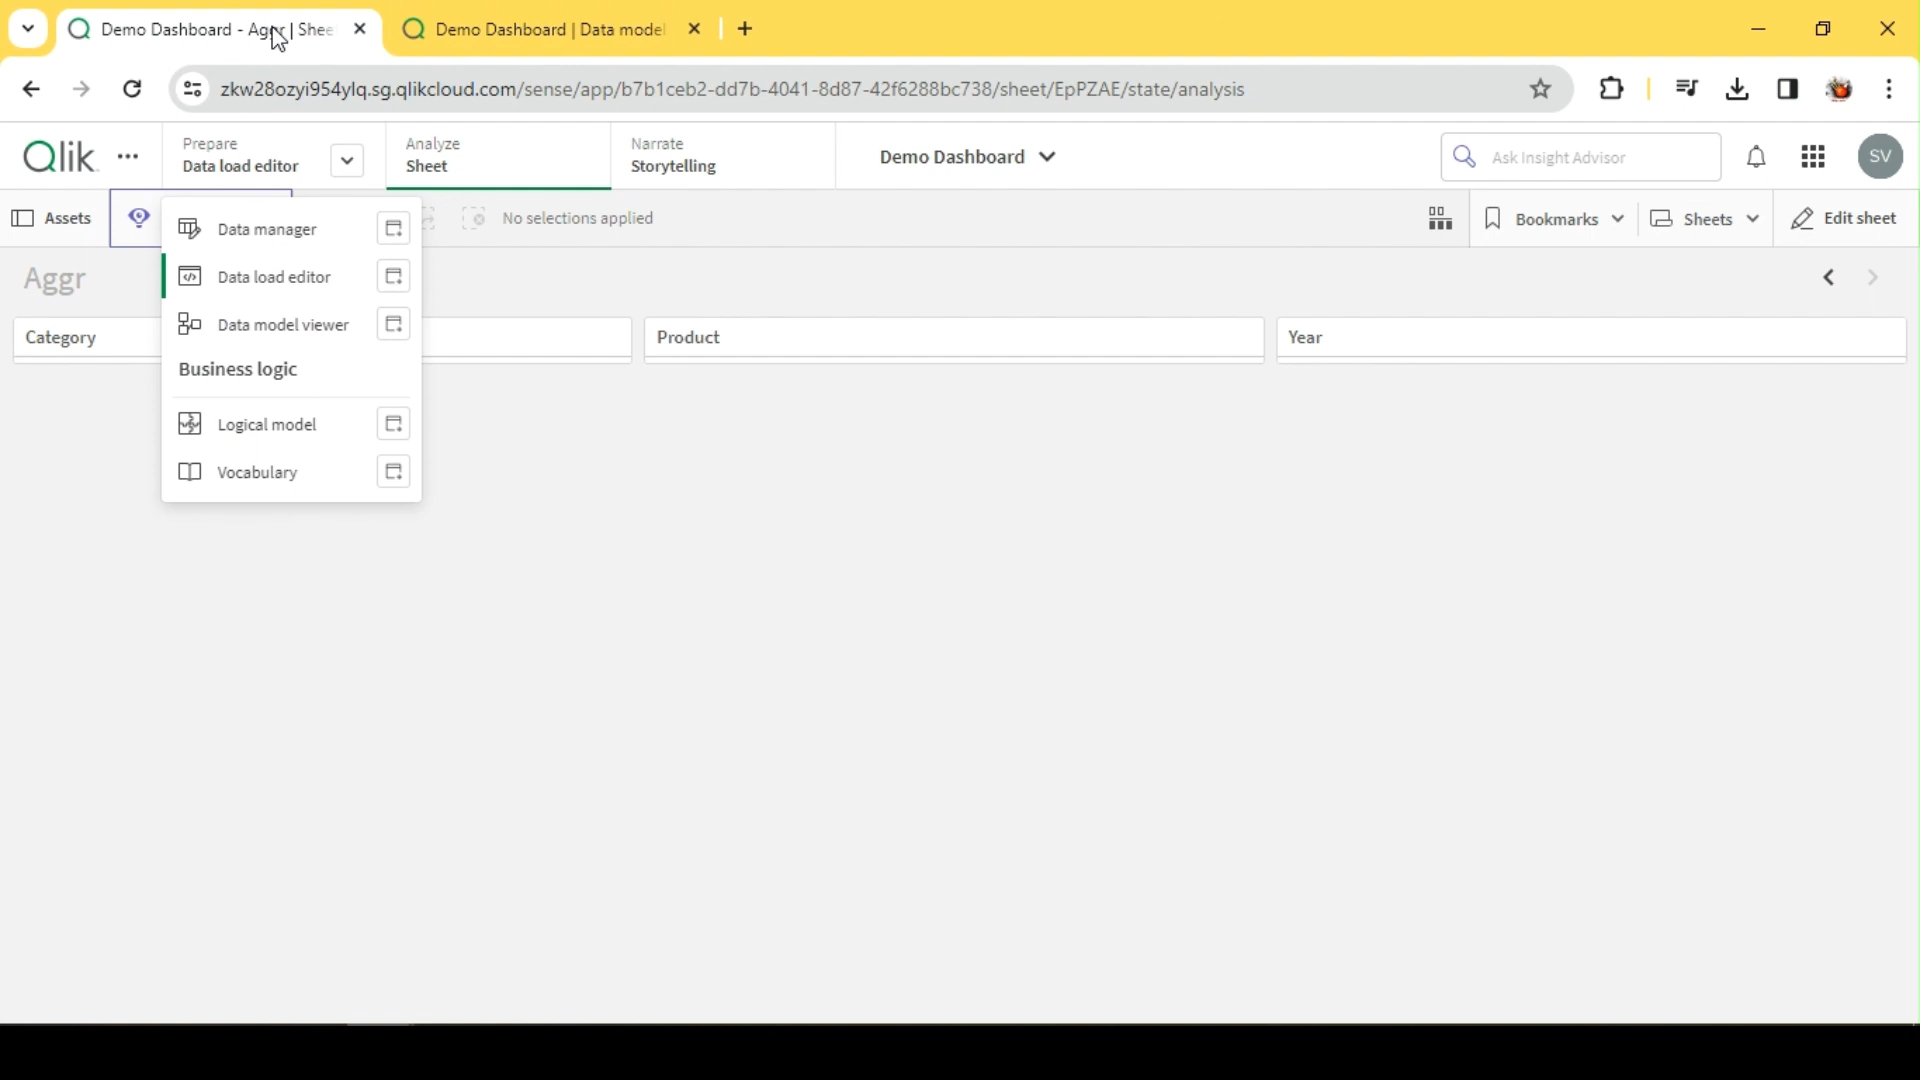 Demo Dashboard - Aggr | Shee
Demo Dashboard | Data model
zkw28ozyi954ylq.sg.qlikcloud.com/sense/app/b7b1ceb2-dd7b-4041-8d87-42f6288bc738/sheet/EpPZAE/state/analysis
Qlik
Prepare
Data load editor
Analyze
Sheet
Narrate
Storytelling
Demo Dashboard
Ask Insight Advisor
SV
Assets
No selections applied
Bookmarks
Sheets
Edit sheet
Data manager
Data load editor
Data model viewer
Business logic
Logical model
Vocabulary
Aggr
Category
Product
Year